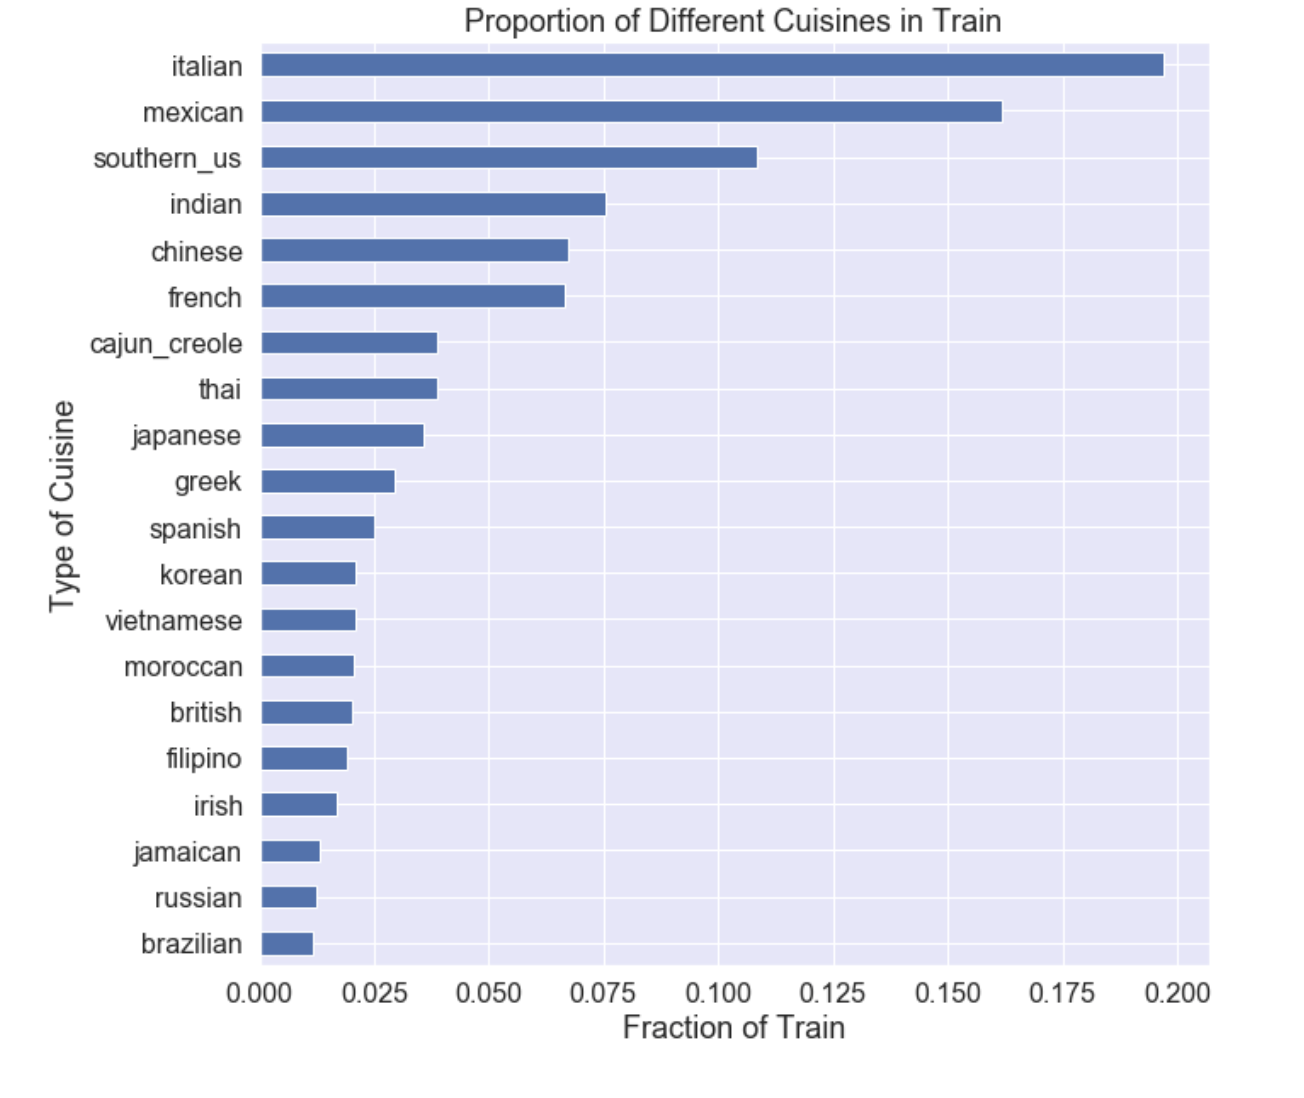 Proportion of Different Cuisines in Train
italian
mexican
southern_us
indian
chinese
french
cajun_creole
thai
japanese
greek
spanish
korean
vietnamese
moroccan
british
filipino
irish
jamaican
russian
brazilian
Type of Cuisine
0.000 0.025 0.050 0.075 0.100 0.125 0.150 0.175 0.200
Fraction of Train